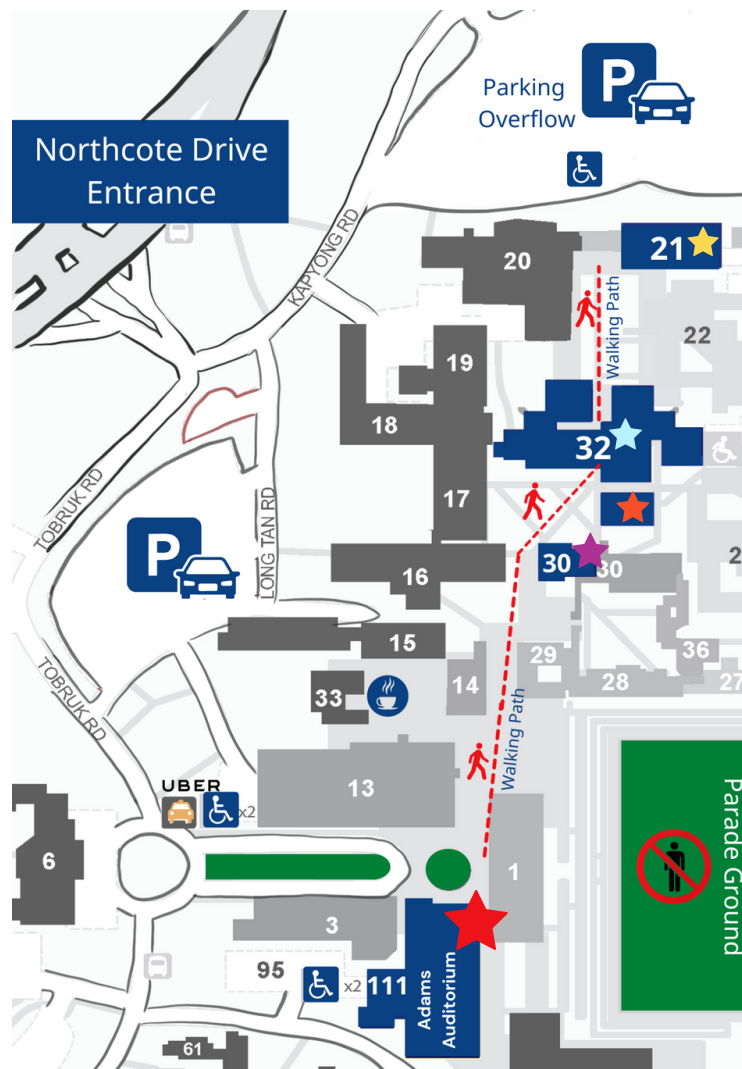 Parking
Overflow
P
Northcote Drive
Entrance
KAPYONG RD
20
21
Walking Path
22
19
18
32
17
TOBRUK RD
LONG TAN RD
P
30
30
2
16
15
29
36
14
28
27
33
TOBRUK RD
Walking Path
UBER
x2
13
6
1
Parade Ground
3
95
x2
111
Adams
Auditorium
61